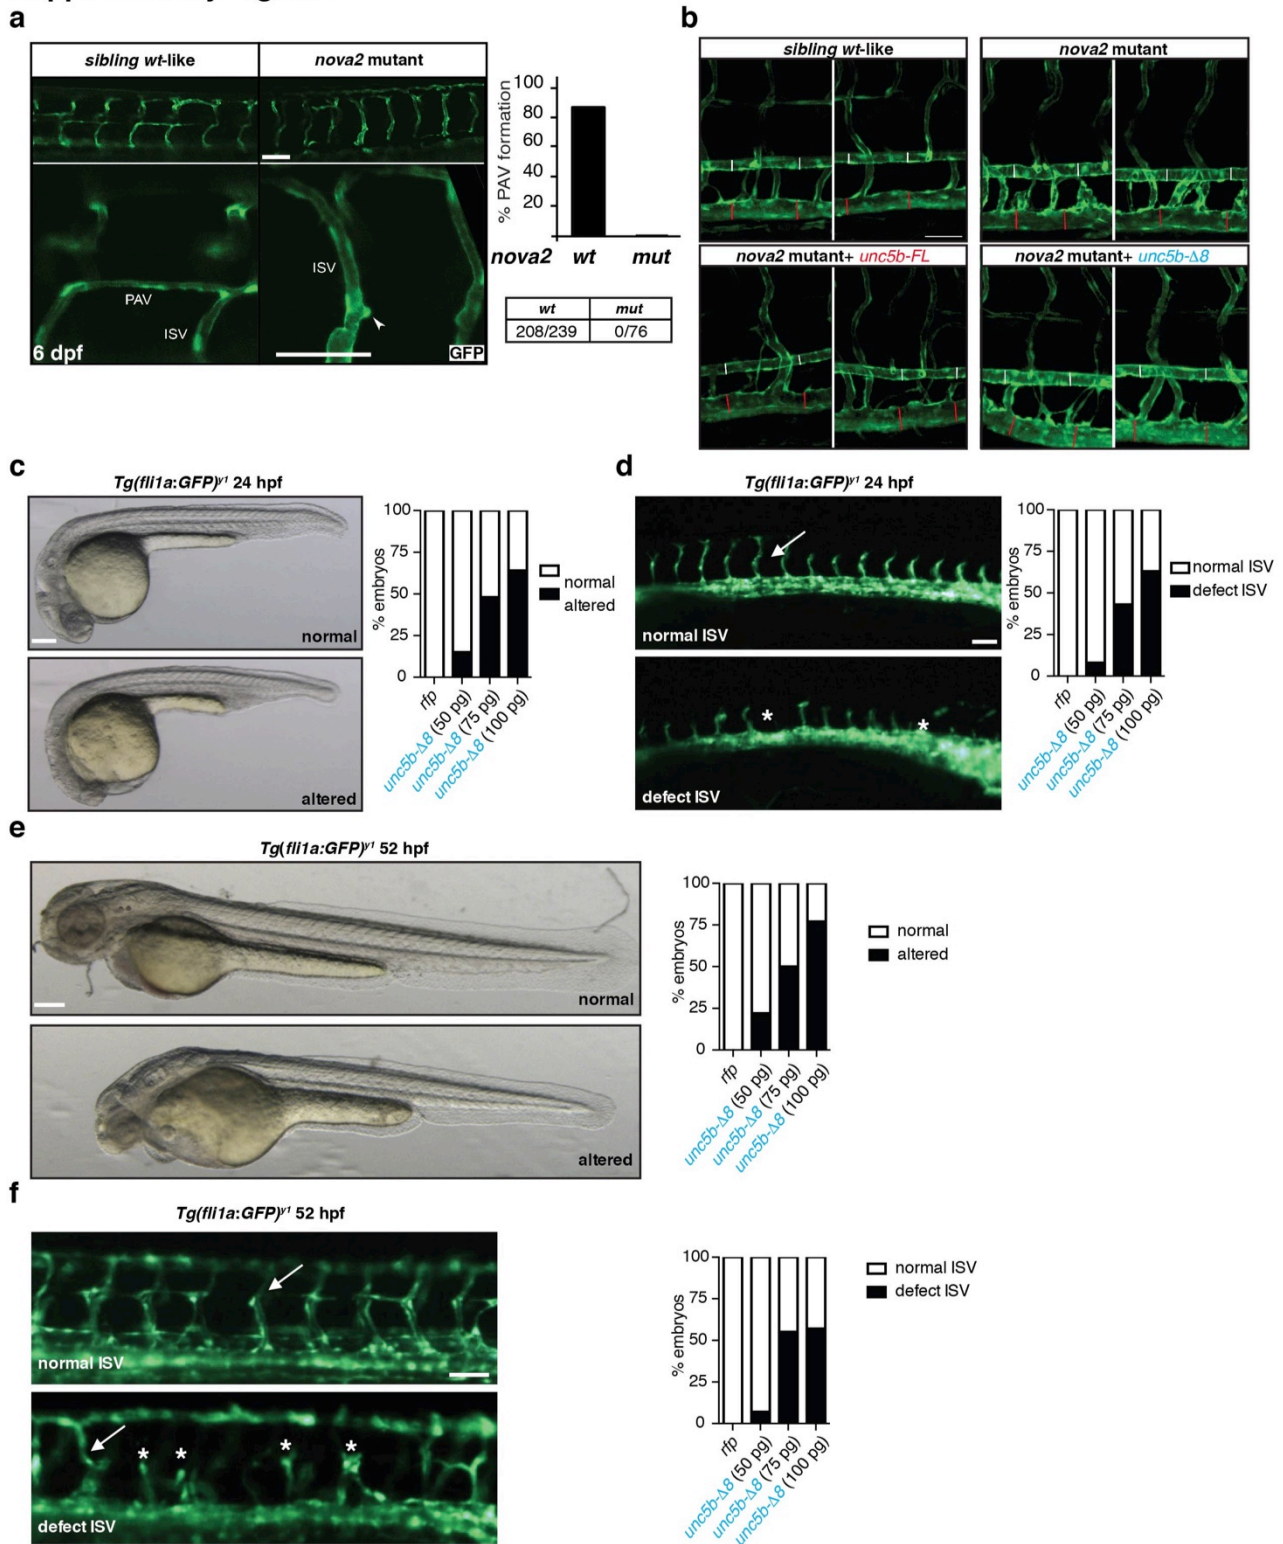 a
sibling wt-like
nova2 mutant
PAV
ISV
ISV
6 dpf
GFP
% PAV formation
100
80
60
40
20
nova2 wt mut
wt mut
208/239 0/76
b
sibling wt-like
nova2 mutant
nova2 mutant+ unc5b-FL
nova2 mutant+ unc5b-Δ8
c
Tg(fli1a:GFP)y1 24 hpf
normal
altered
% embryos
100
75
50
25
0
rfp
unc5b-Δ8 (50 pg)
unc5b-Δ8 (75 pg)
unc5b-Δ8 (100 pg)
normal
altered
d
Tg(fli1a:GFP)y1 24 hpf
normal ISV
*
*
defect ISV
% embryos
100
75
50
25
0
rfp
unc5b-Δ8 (50 pg)
unc5b-Δ8 (75 pg)
unc5b-Δ8 (100 pg)
normal ISV
defect ISV
e
Tg(fli1a:GFP)y1 52 hpf
normal
altered
% embryos
100
75
50
25
0
rfp
unc5b-Δ8 (50 pg)
unc5b-Δ8 (75 pg)
unc5b-Δ8 (100 pg)
normal
altered
f
Tg(fli1a:GFP)y1 52 hpf
normal ISV
* * * *
defect ISV
% embryos
100
75
50
25
0
rfp
unc5b-Δ8 (50 pg)
unc5b-Δ8 (75 pg)
unc5b-Δ8 (100 pg)
normal ISV
defect ISV